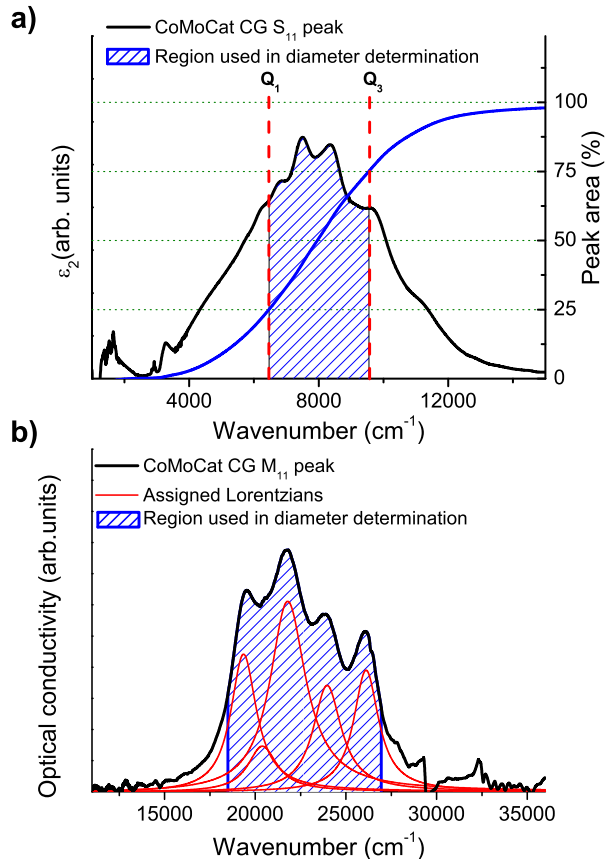 a)
CoMoCat CG S₁₁ peak
Region used in diameter determination
Q₁
Q₃
100
75
50
25
0
ε₂(arb. units)
Peak area (%)
4000
8000
12000
Wavenumber (cm⁻¹)
b)
CoMoCat CG M₁₁ peak
Assigned Lorentzians
Region used in diameter determination
Optical conductivity (arb.units)
15000
20000
25000
30000
35000
Wavenumber (cm⁻¹)